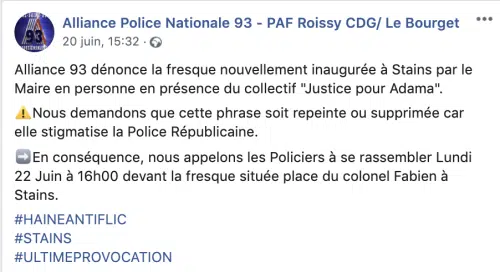 Alliance Police Nationale 93 - PAF Roissy CDG/ Le Bourget
20 juin, 15:32 ·
Alliance 93 dénonce la fresque nouvellement inaugurée à Stains par le
Maire en personne en présence du collectif "Justice pour Adama".
⚠️Nous demandons que cette phrase soit repeinte ou supprimée car
elle stigmatise la Police Républicaine.
➡️En conséquence, nous appelons les Policiers à se rassembler Lundi
22 Juin à 16h00 devant la fresque située place du colonel Fabien à
Stains.
#HAINEANTIFLIC
#STAINS
#ULTIMEPROVOCATION